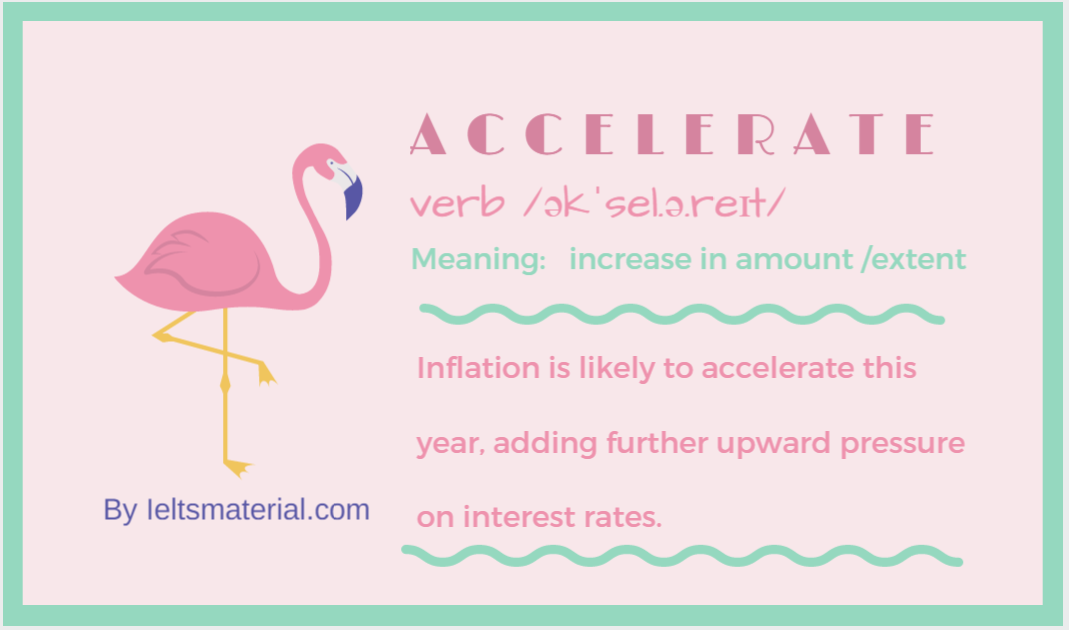 ACCELERATE
verb /əkˈsel.ə.reɪt/
Meaning: increase in amount /extent
Inflation is likely to accelerate this
year, adding further upward pressure
on interest rates.
By Ieltsmaterial.com